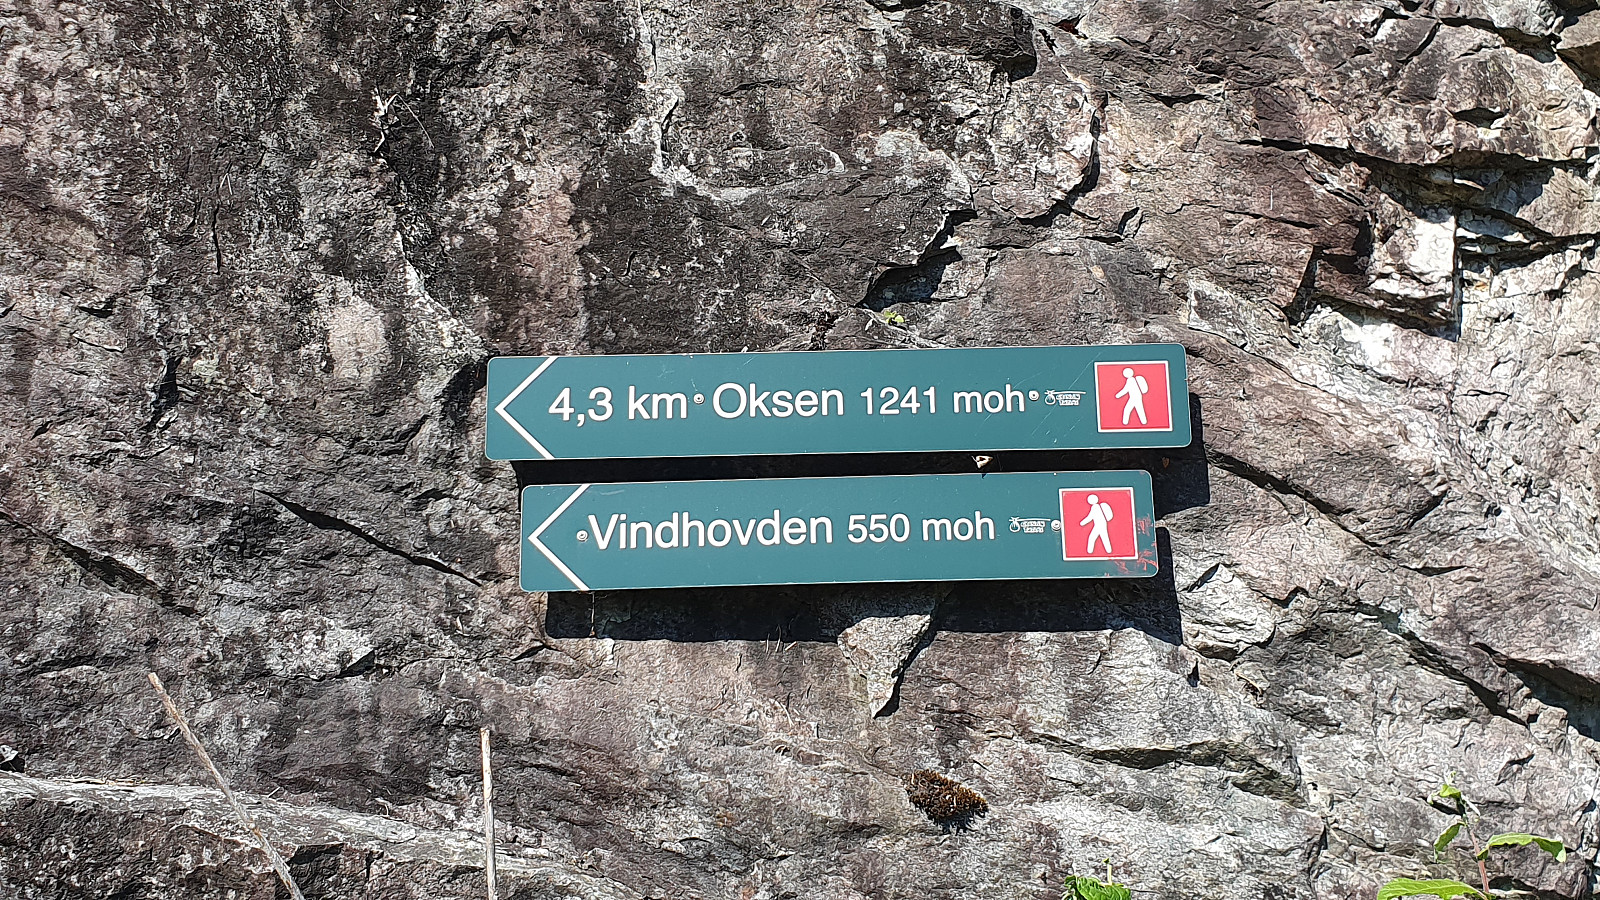 4,3 km Oksen 1241 moh
Vindhovden 550 moh